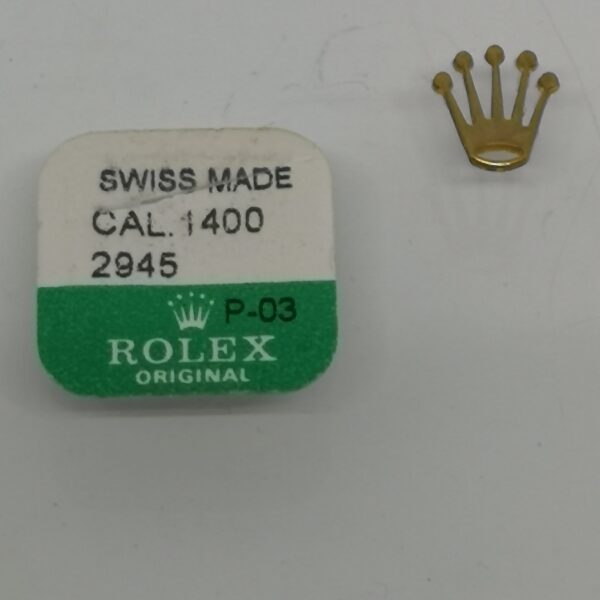 SWISS MADE
CAL.1400
2945
P-03
ROLEX
ORIGINAL